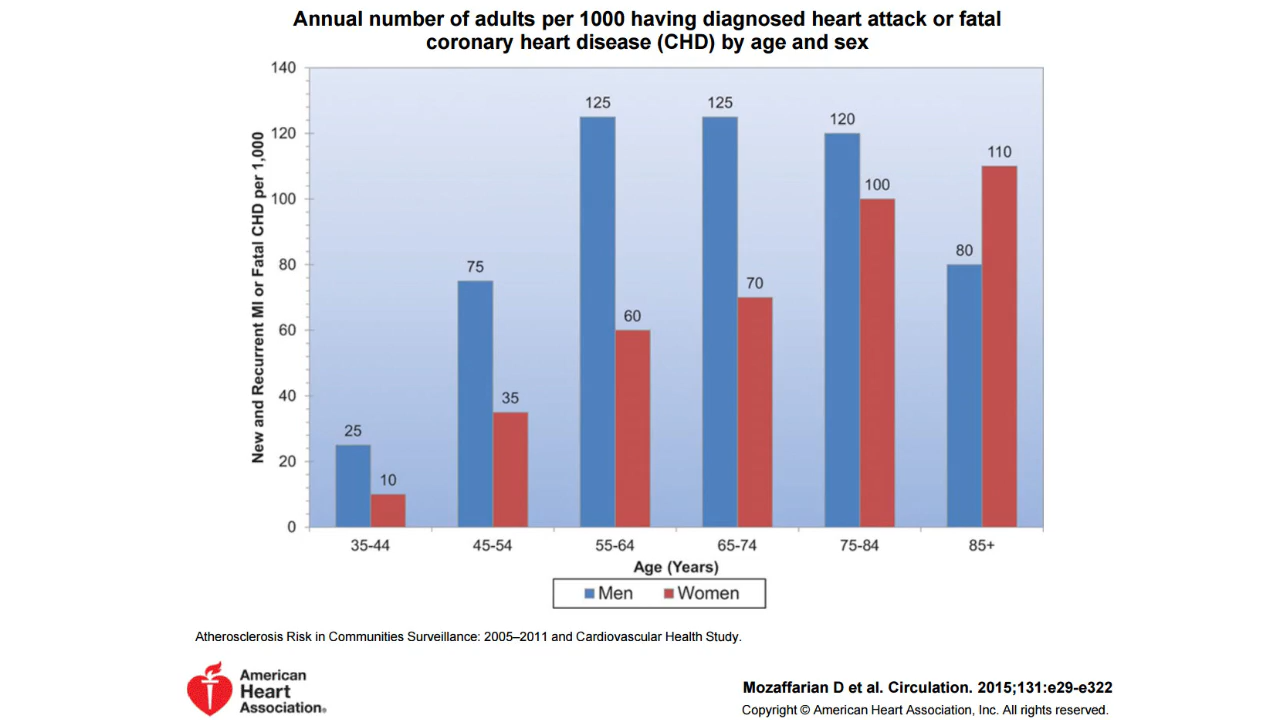 Annual number of adults per 1000 having diagnosed heart attack or fatal
coronary heart disease (CHD) by age and sex
New and Recurrent MI or Fatal CHD per 1,000
140
120
100
80
60
40
20
0
25
10
75
35
125
60
125
70
120
100
80
110
35-44
45-54
55-64
65-74
75-84
85+
Age (Years)
Men
Women
Atherosclerosis Risk in Communities Surveillance: 2005–2011 and Cardiovascular Health Study.
American
Heart
Association®
Mozaffarian D et al. Circulation. 2015;131:e29-e322
Copyright © American Heart Association, Inc. All rights reserved.